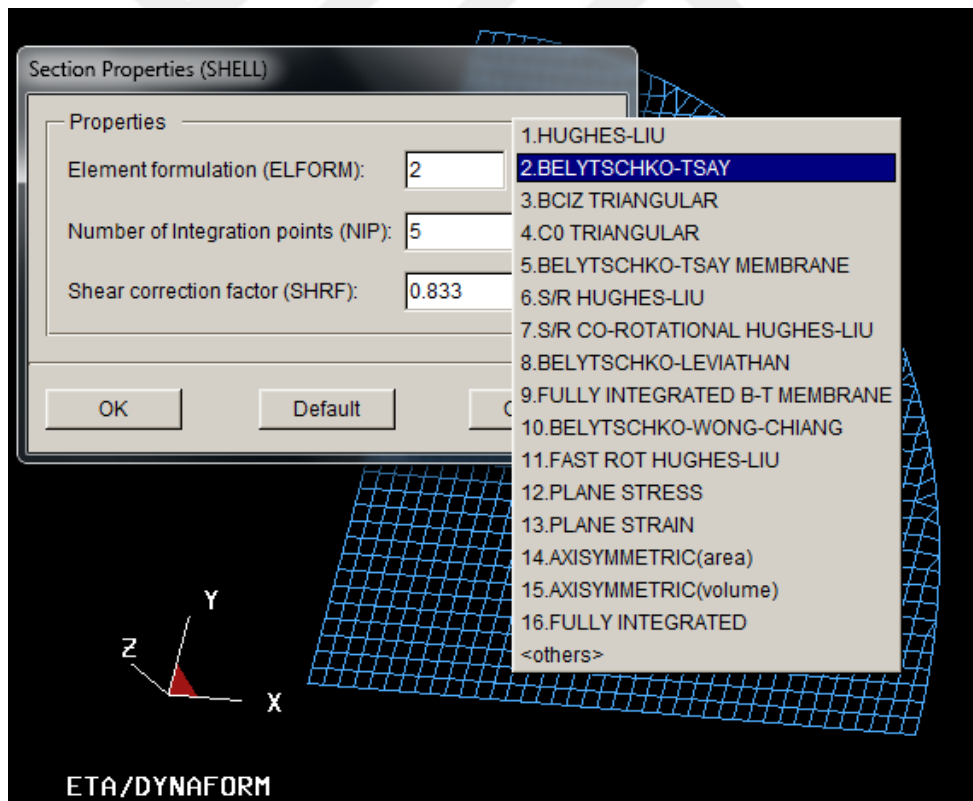 Section Properties (SHELL)
Properties
Element formulation (ELFORM): 2
Number of Integration points (NIP): 5
Shear correction factor (SHRF): 0.833
OK Default
1.HUGHES-LIU
2.BELYTSCHKO-TSAY
3.BCIZ TRIANGULAR
4.C0 TRIANGULAR
5.BELYTSCHKO-TSAY MEMBRANE
6.S/R HUGHES-LIU
7.S/R CO-ROTATIONAL HUGHES-LIU
8.BELYTSCHKO-LEVIATHAN
9.FULLY INTEGRATED B-T MEMBRANE
10.BELYTSCHKO-WONG-CHIANG
11.FAST ROT HUGHES-LIU
12.PLANE STRESS
13.PLANE STRAIN
14.AXISYMMETRIC(area)
15.AXISYMMETRIC(volume)
16.FULLY INTEGRATED
<others>
Y
Z
X
ETA/DYNAFORM